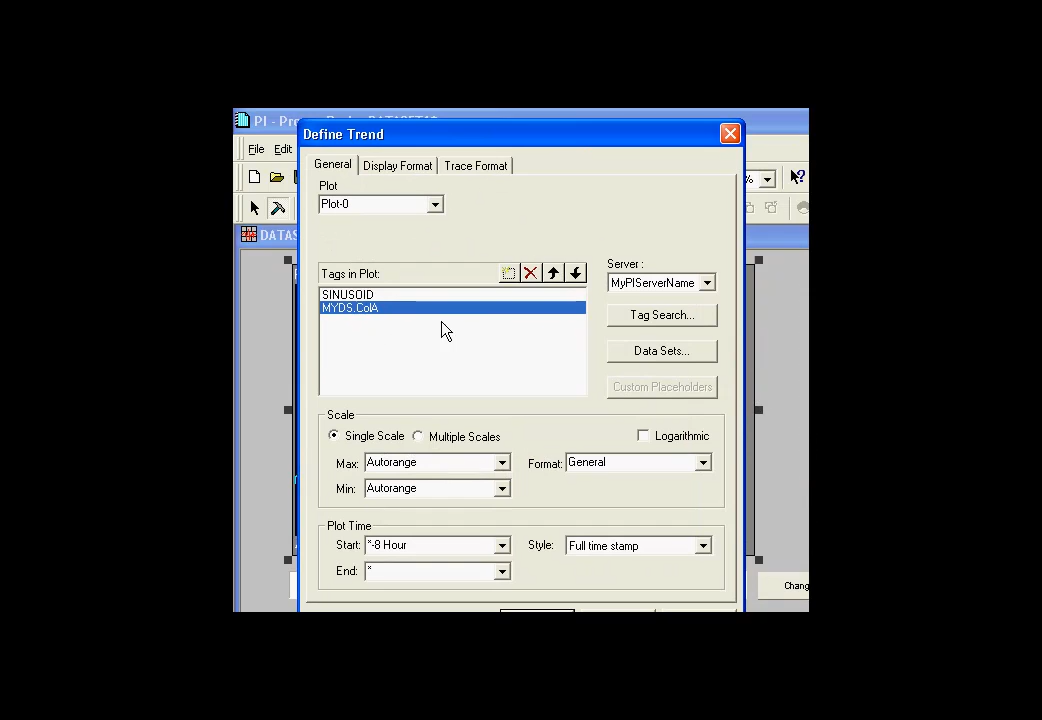 PI - Pro
Define Trend
File Edit
General Display Format Trace Format
Plot
%
Plot-0
DATAS
Tags in Plot:
Server :
MyPIServerName
SINUSOID
MYDS.ColA
Tag Search...
Data Sets...
Custom Placeholders
Scale
Single Scale Multiple Scales Logarithmic
Max: Autorange Format: General
Min: Autorange
Plot Time
Start: *-8 Hour Style: Full time stamp
End: *
Chang